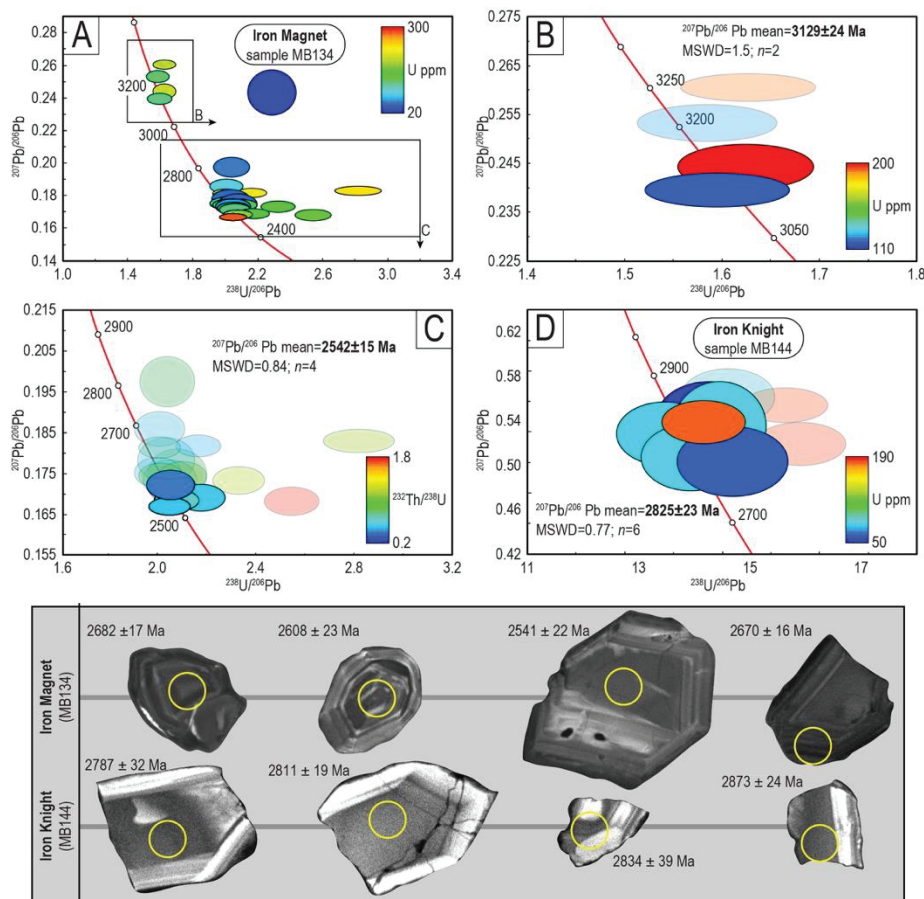 A
Iron Magnet
sample MB134
300
U ppm
20
0.28
0.26
0.24
0.22
0.20
0.18
0.16
0.14
207Pb/206Pb
3200
3000
2800
2400
B
C
1.0
1.4
1.8
2.2
2.6
3.0
3.2
3.4
238U/206Pb
B
207Pb/206 Pb mean=3129±24 Ma
MSWD=1.5; n=2
0.275
0.265
0.255
0.245
0.235
0.225
207Pb/206Pb
3250
3200
3050
200
U ppm
110
1.4
1.5
1.6
1.7
1.8
238U/206Pb
C
207Pb/206 Pb mean=2542±15 Ma
MSWD=0.84; n=4
0.215
0.205
0.195
0.185
0.175
0.165
0.155
207Pb/206Pb
2900
2800
2700
2500
1.8
232Th/238U
0.2
1.6
2.0
2.4
2.8
3.2
238U/206Pb
D
Iron Knight
sample MB144
0.62
0.58
0.54
0.50
0.46
0.42
207Pb/206Pb
2900
2700
207Pb/206 Pb mean=2825±23 Ma
MSWD=0.77; n=6
190
U ppm
50
11
13
15
17
238U/206Pb
Iron Magnet
(MB134)
2682 ±17 Ma
2608 ± 23 Ma
2541 ± 22 Ma
2670 ± 16 Ma
Iron Knight
(MB144)
2787 ± 32 Ma
2811 ± 19 Ma
2834 ± 39 Ma
2873 ± 24 Ma